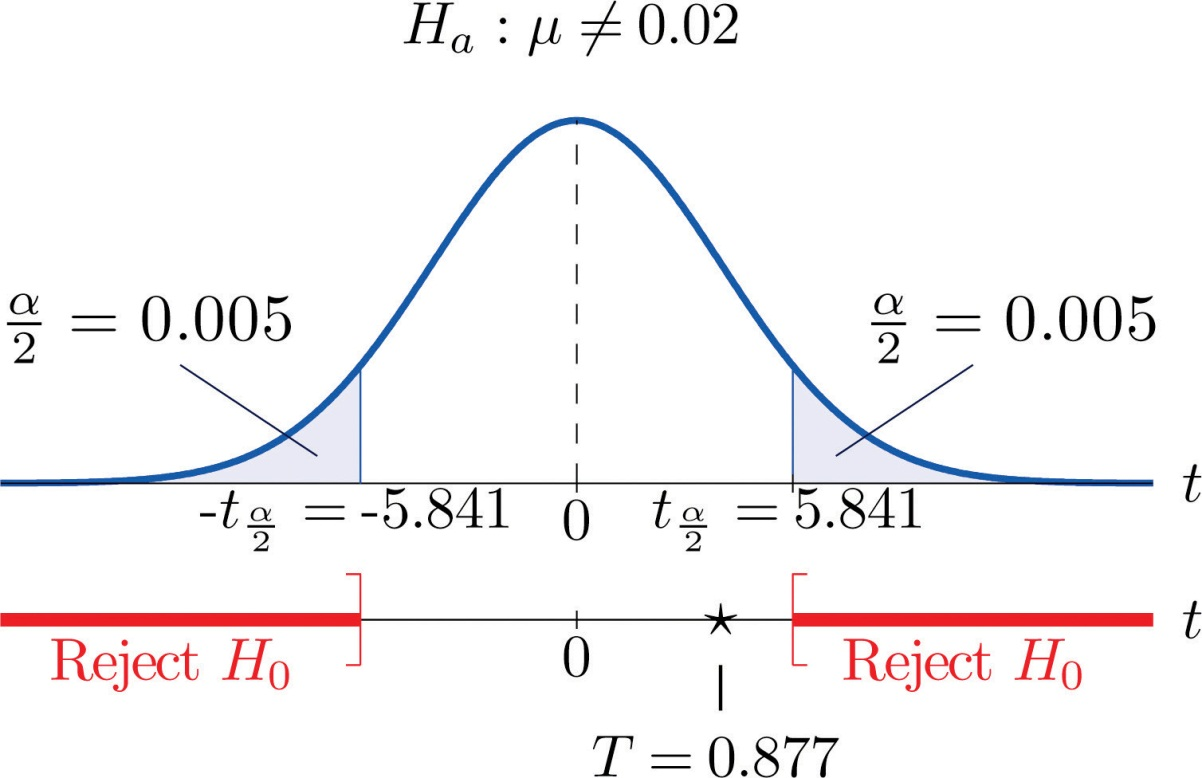 Hₐ : μ ≠ 0.02
α/2 = 0.005
α/2 = 0.005
-t_{α/2} = -5.841
0
t_{α/2} = 5.841
t
0
t
Reject H₀
Reject H₀
T = 0.877